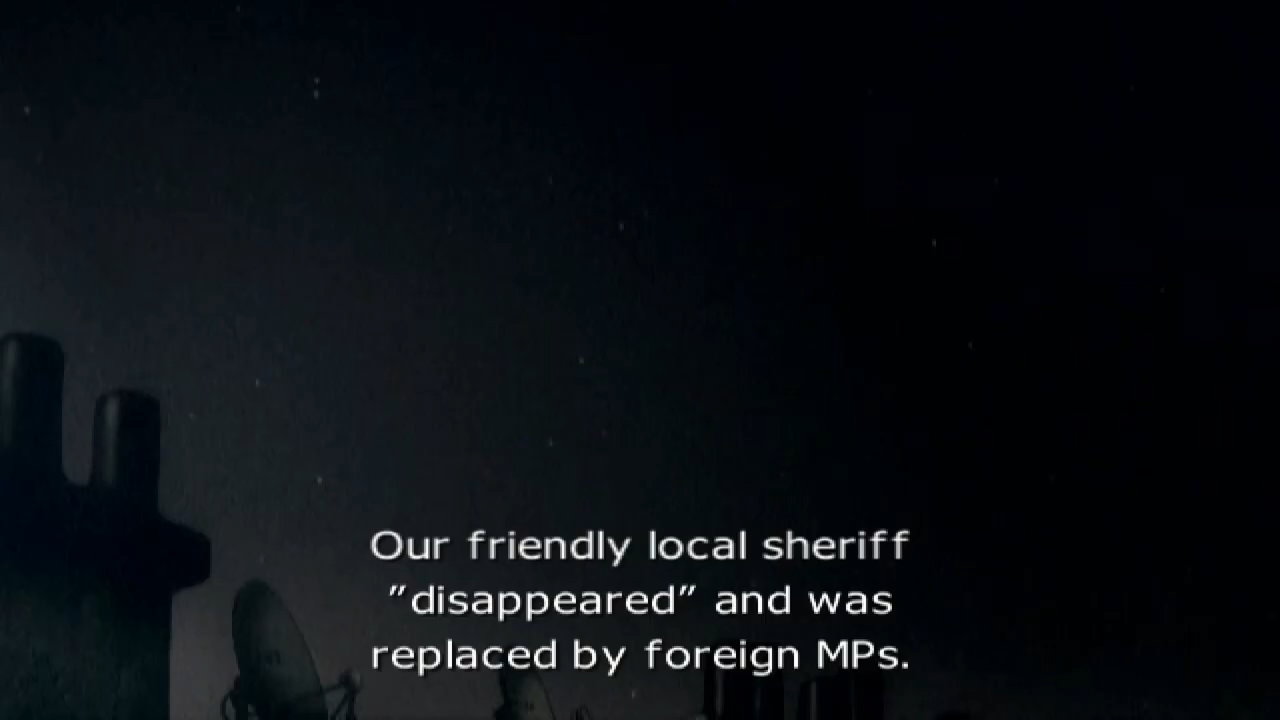 Our friendly local sheriff
"disappeared" and was
replaced by foreign MPs.